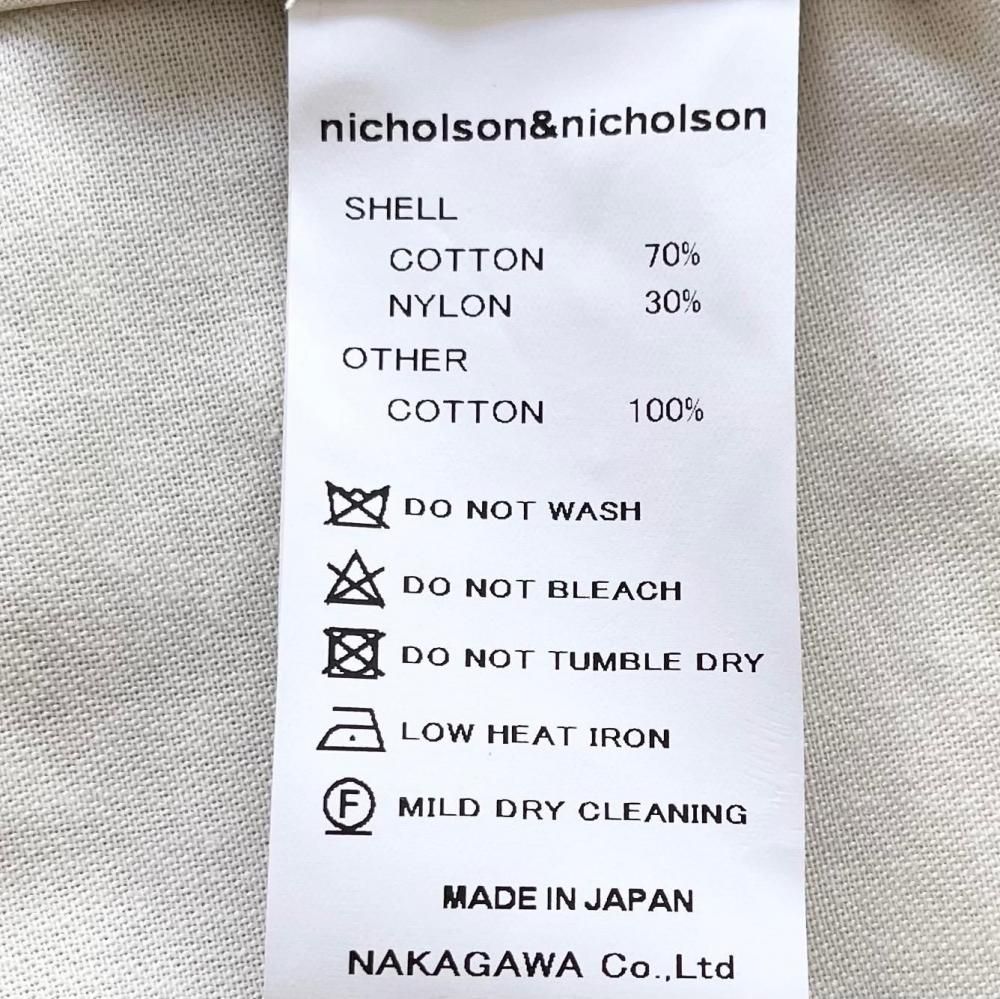 nicholson&nicholson
SHELL
COTTON 70%
NYLON 30%
OTHER
COTTON 100%
DO NOT WASH
DO NOT BLEACH
DO NOT TUMBLE DRY
LOW HEAT IRON
F MILD DRY CLEANING
MADE IN JAPAN
NAKAGAWA Co.,Ltd